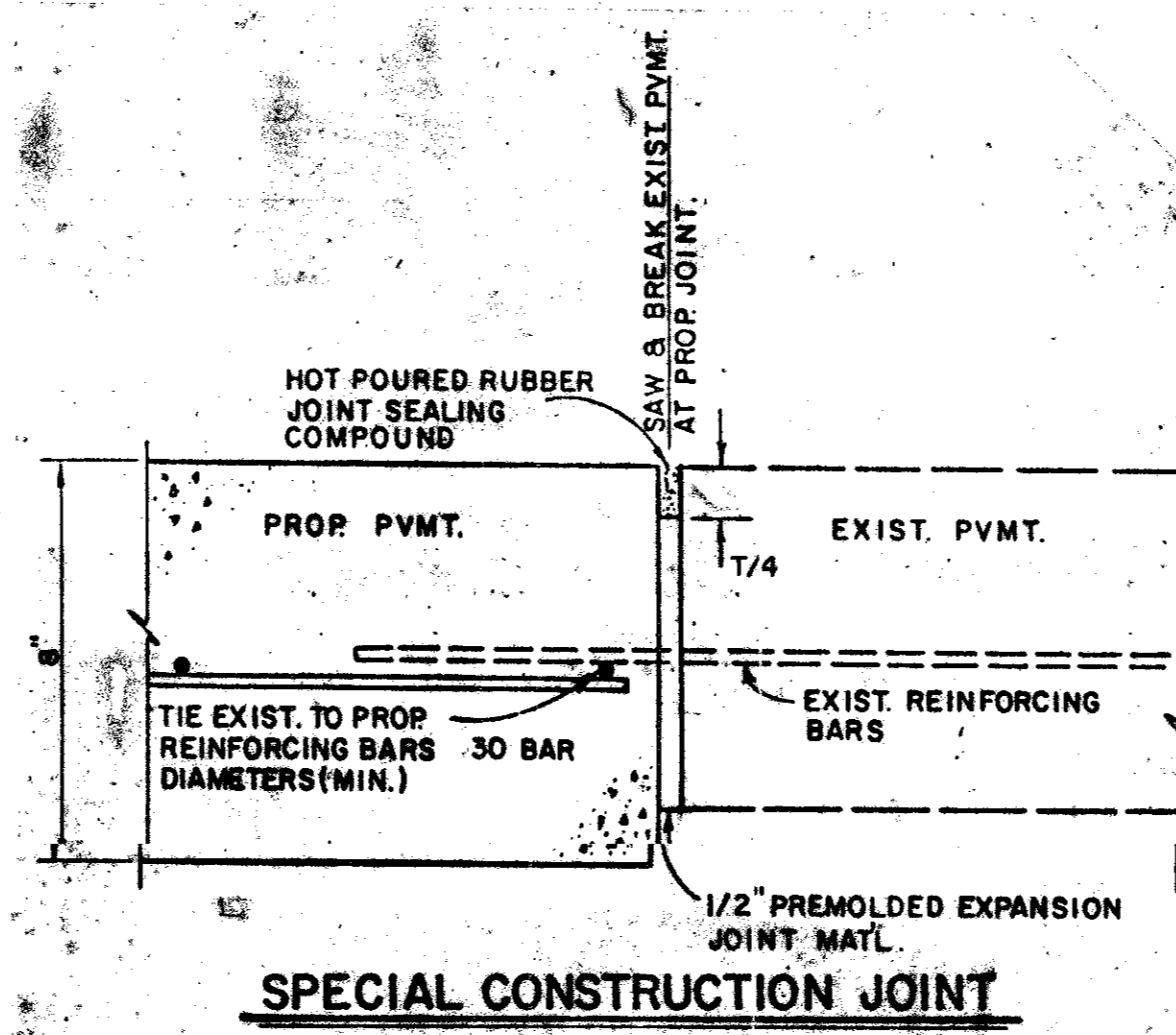 SAW & BREAK EXIST PVMT.
AT PROP. JOINT.
HOT POURED RUBBER
JOINT SEALING
COMPOUND
PROP. PVMT.
EXIST. PVMT.
T/4
8"
TIE EXIST. TO PROP.
REINFORCING BARS 30 BAR
DIAMETERS (MIN.)
EXIST. REINFORCING
BARS
1/2" PREMOLDED EXPANSION
JOINT MAT'L.
SPECIAL CONSTRUCTION JOINT